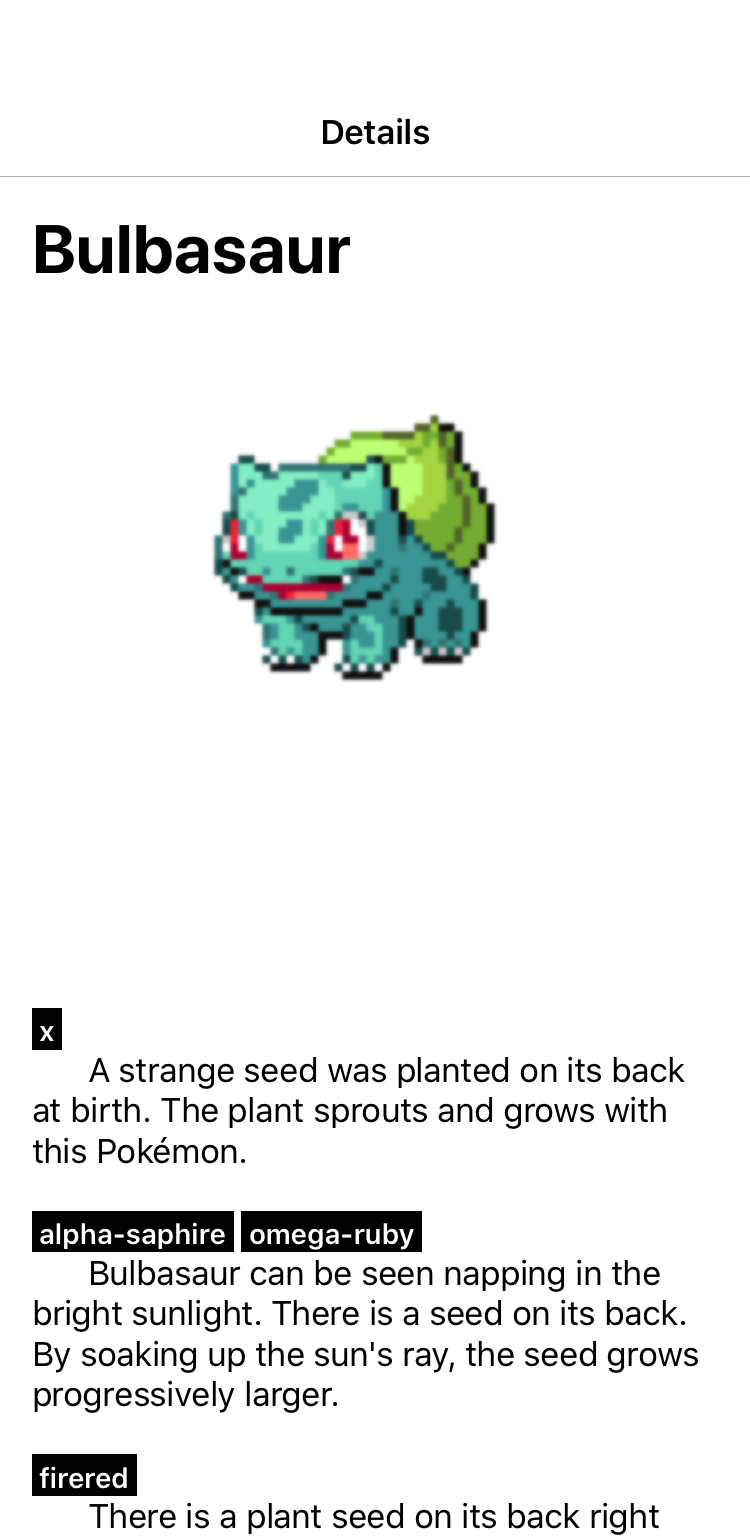 Details
Bulbasaur
x
A strange seed was planted on its back
at birth. The plant sprouts and grows with
this Pokémon.
alpha-saphire omega-ruby
Bulbasaur can be seen napping in the
bright sunlight. There is a seed on its back.
By soaking up the sun's ray, the seed grows
progressively larger.
firered
There is a plant seed on its back right